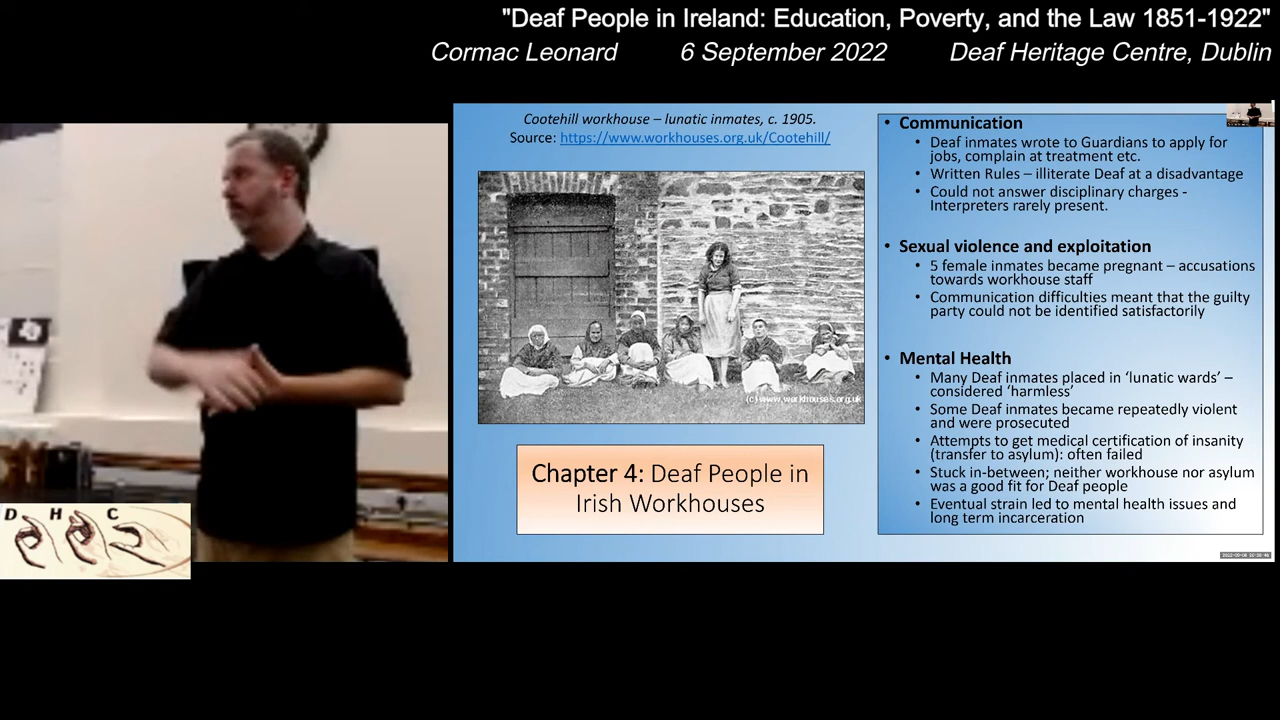 "Deaf People in Ireland: Education, Poverty, and the Law 1851-1922"
Cormac Leonard 6 September 2022 Deaf Heritage Centre, Dublin
Cootehill workhouse – lunatic inmates, c. 1905.
Source: https://www.workhouses.org.uk/Cootehill/
(c) www.workhouses.org.uk
Chapter 4: Deaf People in
Irish Workhouses
• Communication
• Deaf inmates wrote to Guardians to apply for
jobs, complain at treatment etc.
• Written Rules – illiterate Deaf at a disadvantage
• Could not answer disciplinary charges -
Interpreters rarely present.
• Sexual violence and exploitation
• 5 female inmates became pregnant – accusations
towards workhouse staff
• Communication difficulties meant that the guilty
party could not be identified satisfactorily
• Mental Health
• Many Deaf inmates placed in ‘lunatic wards’ –
considered ‘harmless’
• Some Deaf inmates became repeatedly violent
and were prosecuted
• Attempts to get medical certification of insanity
(transfer to asylum): often failed
• Stuck in-between; neither workhouse nor asylum
was a good fit for Deaf people
• Eventual strain led to mental health issues and
long term incarceration
D H C